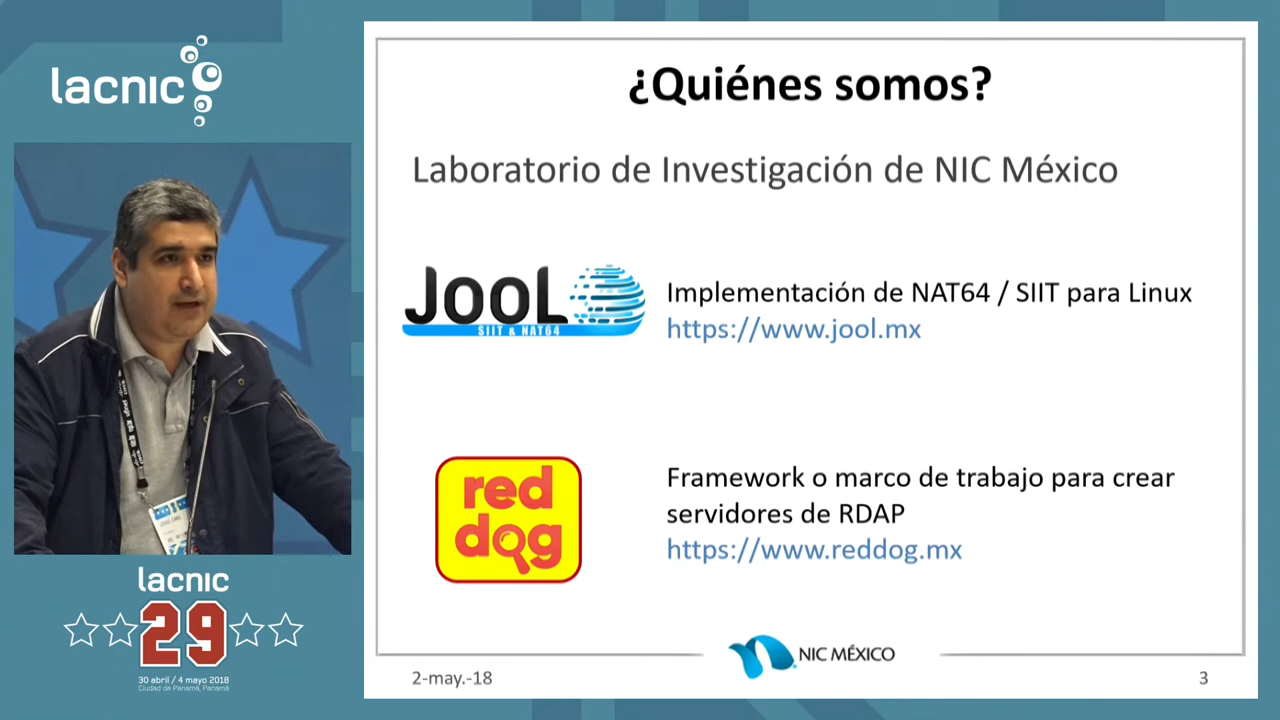 lacnic
¿Quiénes somos?
Laboratorio de Investigación de NIC México
JOOL
SIIT & NAT64
Implementación de NAT64 / SIIT para Linux
https://www.jool.mx
red
dog
Framework o marco de trabajo para crear
servidores de RDAP
https://www.reddog.mx
NIC MÉXICO
2-may.-18
3
lacnic
29
30 abril / 4 mayo 2018
Ciudad de Panamá, Panamá